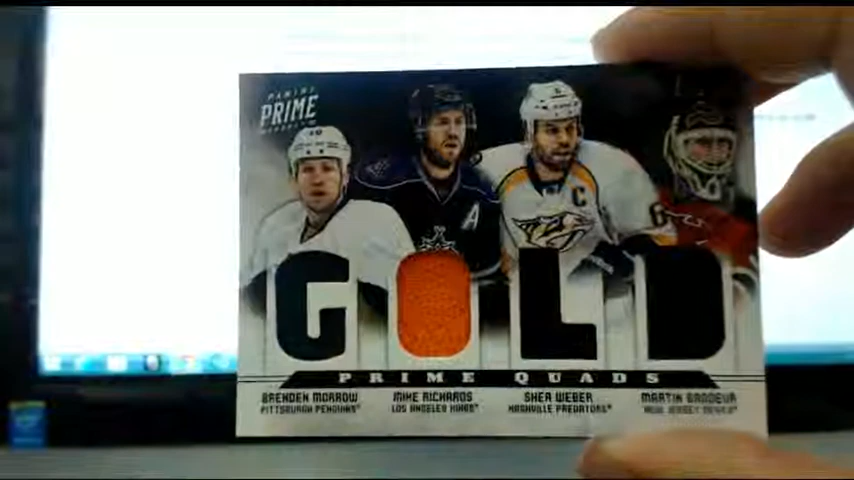 PANINI
PRIME
GOLD
PRIME QUADS
BRENDEN MORROW MIKE RICHARDS SHEA WEBER MARTIN BRODEUR
PITTSBURGH PENGUINS® LOS ANGELES KINGS® NASHVILLE PREDATORS® NEW JERSEY DEVILS®
A
C
6